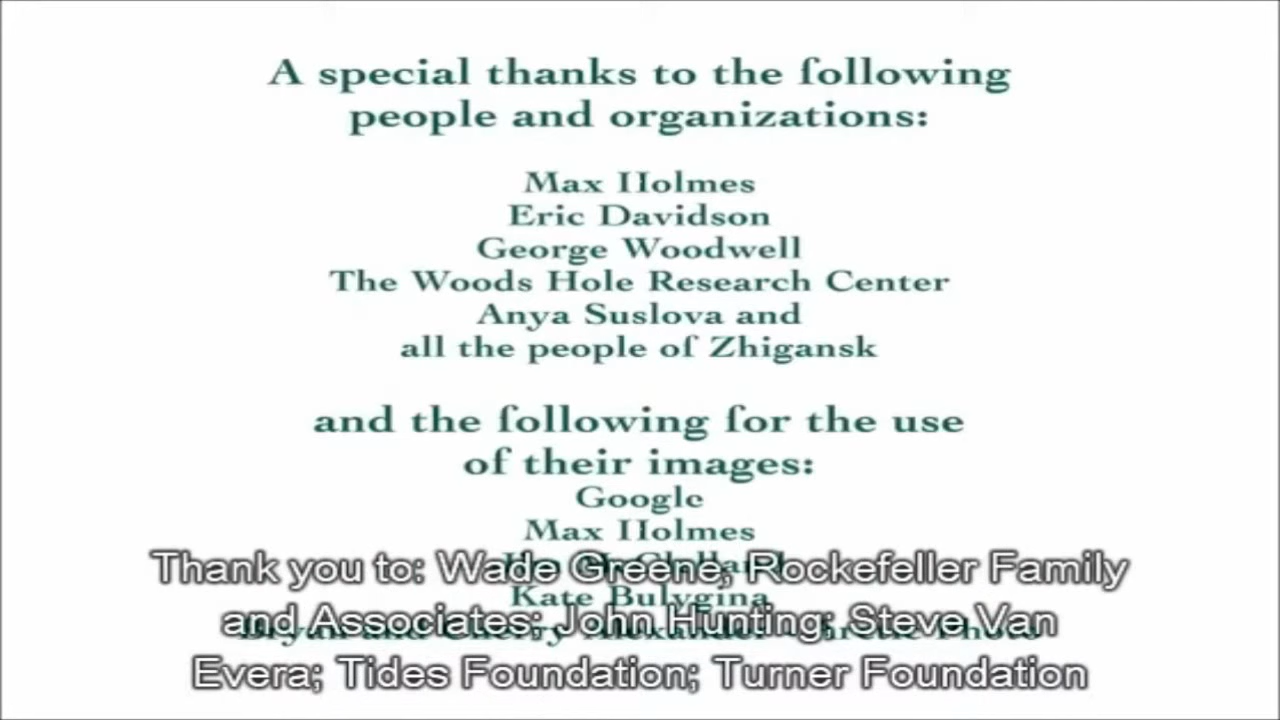 A special thanks to the following
people and organizations:
Max Holmes
Eric Davidson
George Woodwell
The Woods Hole Research Center
Anya Suslova and
all the people of Zhigansk
and the following for the use
of their images:
Google
Max Holmes
Kate Bulygina
Thank you to: Wade Greene, Rockefeller Family
and Associates; John Hunting; Steve Van
Evera; Tides Foundation; Turner Foundation